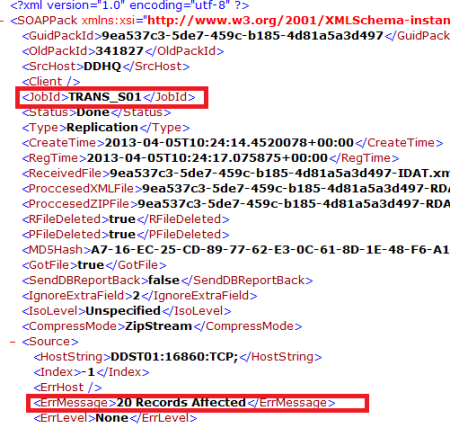 <?xml version="1.0" encoding="utf-8" ?>
- <SOAPPack xmlns:xsi="http://www.w3.org/2001/XMLSchema-instan
<GuidPackId>9ea537c3-5de7-459c-b185-4d81a5a3d497</GuidPack
<OldPackId>341827</OldPackId>
<SrcHost>DDHQ</SrcHost>
<Client />
<JobId>TRANS_S01</JobId>
<Status>Done</Status>
<Type>Replication</Type>
<CreateTime>2013-04-05T10:24:14.4520078+00:00</CreateTime>
<RegTime>2013-04-05T10:24:17.075875+00:00</RegTime>
<ReceivedFile>9ea537c3-5de7-459c-b185-4d81a5a3d497-IDAT.xm
<ProccesedXMLFile>9ea537c3-5de7-459c-b185-4d81a5a3d497-RDA
<ProccesedZIPFile>9ea537c3-5de7-459c-b185-4d81a5a3d497-RDA
<RFileDeleted>true</RFileDeleted>
<PFileDeleted>true</PFileDeleted>
<MD5Hash>A7-16-EC-25-CD-89-77-62-E3-0C-61-8D-1E-48-F6-A1
<GotFile>true</GotFile>
<SendDBReportBack>false</SendDBReportBack>
<IgnoreExtraField>2</IgnoreExtraField>
<IsoLevel>Unspecified</IsoLevel>
<CompressMode>ZipStream</CompressMode>
- <Source>
<HostString>DDST01:16860:TCP;</HostString>
<Index>-1</Index>
<ErrHost />
<ErrMessage>20 Records Affected</ErrMessage>
<ErrLevel>None</ErrLevel>